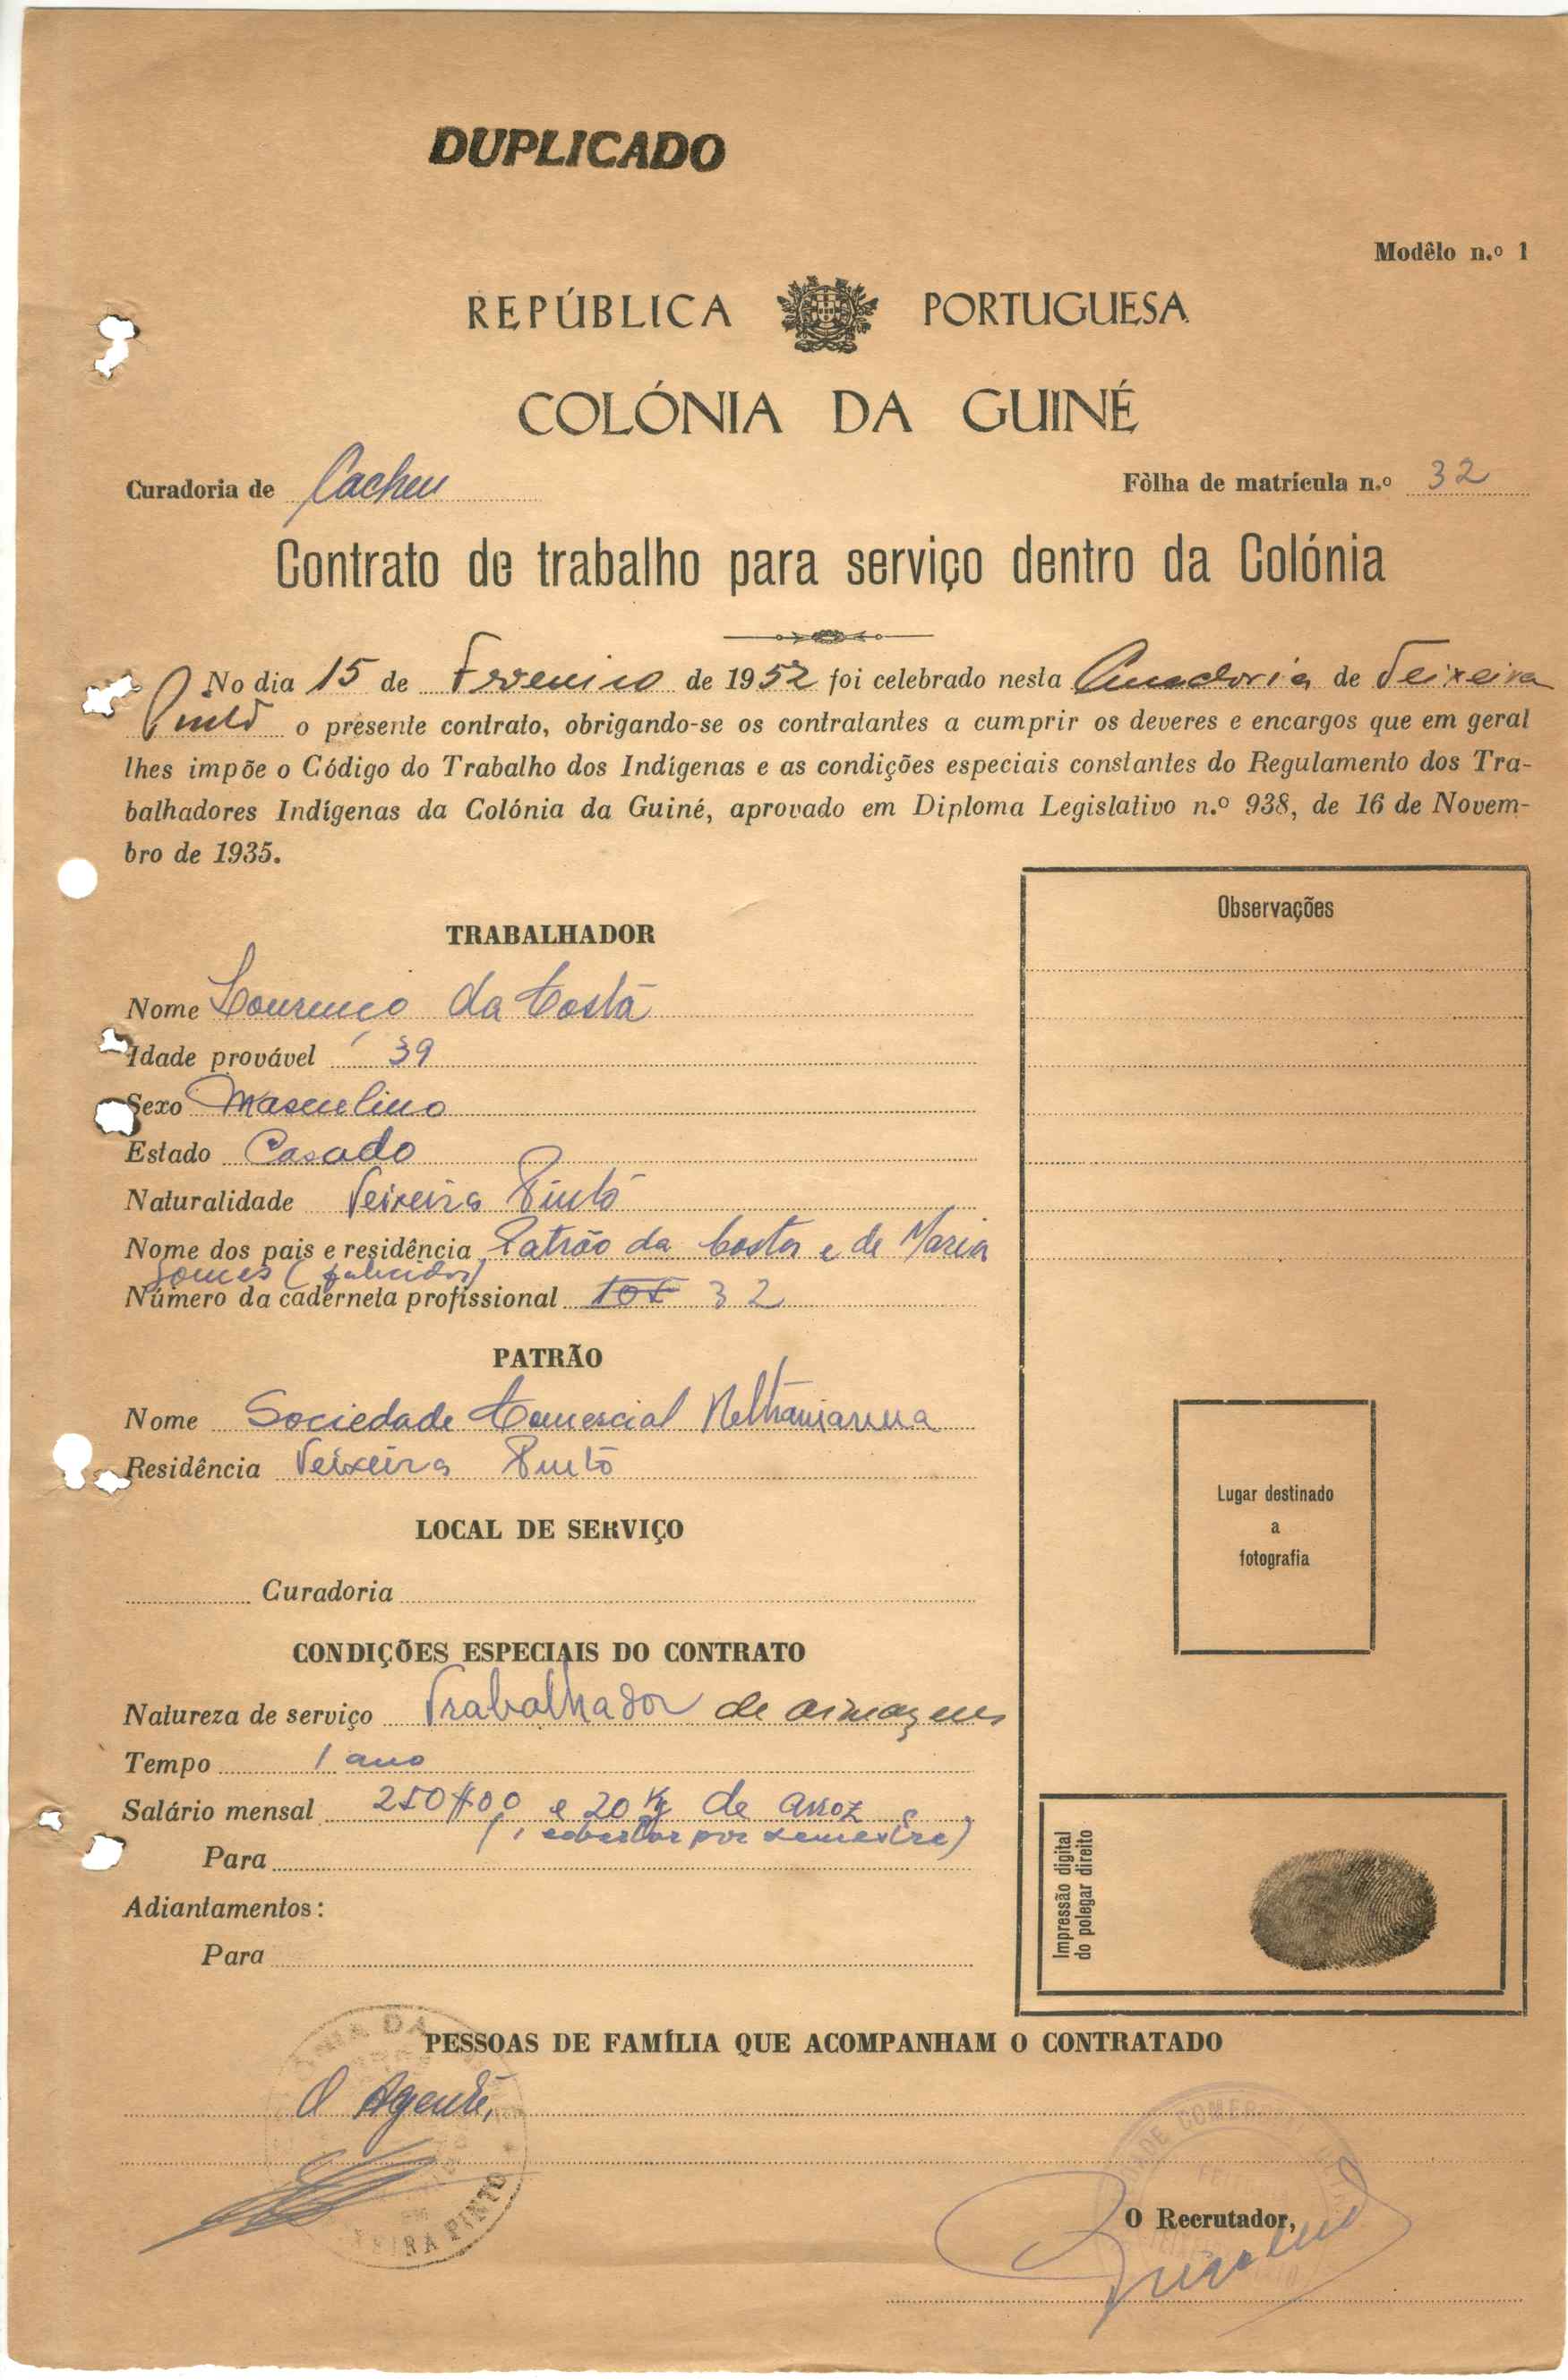 DUPLICADO
Modêlo n.º 1
REPÚBLICA PORTUGUESA
COLÓNIA DA GUINÉ
Curadoria de Cacheu Fôlha de matrícula n.º 32
Contrato de trabalho para serviço dentro da Colónia
No dia 15 de Fevereiro de 1952 foi celebrado nesta Curadoria de Teixeira
Pinto o presente contrato, obrigando-se os contratantes a cumprir os deveres e encargos que em geral
lhes impõe o Código do Trabalho dos Indígenas e as condições especiais constantes do Regulamento dos Tra-
balhadores Indígenas da Colónia da Guiné, aprovado em Diploma Legislativo n.º 938, de 16 de Novem-
bro de 1935.
Observações
TRABALHADOR
Nome Lourenço da Costa
Idade provável 39
Sexo Masculino
Estado Casado
Naturalidade Teixeira Pinto
Nome dos pais e residência Patrão da Costa e de Maria
Gomes (falecidos)
Número da caderneta profissional 32
PATRÃO
Nome Sociedade Comercial
Residência Teixeira Pinto
Lugar destinado
a
fotografia
LOCAL DE SERVIÇO
Curadoria
CONDIÇÕES ESPECIAIS DO CONTRATO
Natureza de serviço Trabalhador de armazens
Tempo 1 ano
Salário mensal 250$00 e 20 Kg de arroz
(1 cobertor por semestre)
Para
Adiantamentos:
Para
Impressão digital
do polegar direito
PESSOAS DE FAMÍLIA QUE ACOMPANHAM O CONTRATADO
O Agente,
O Recrutador,